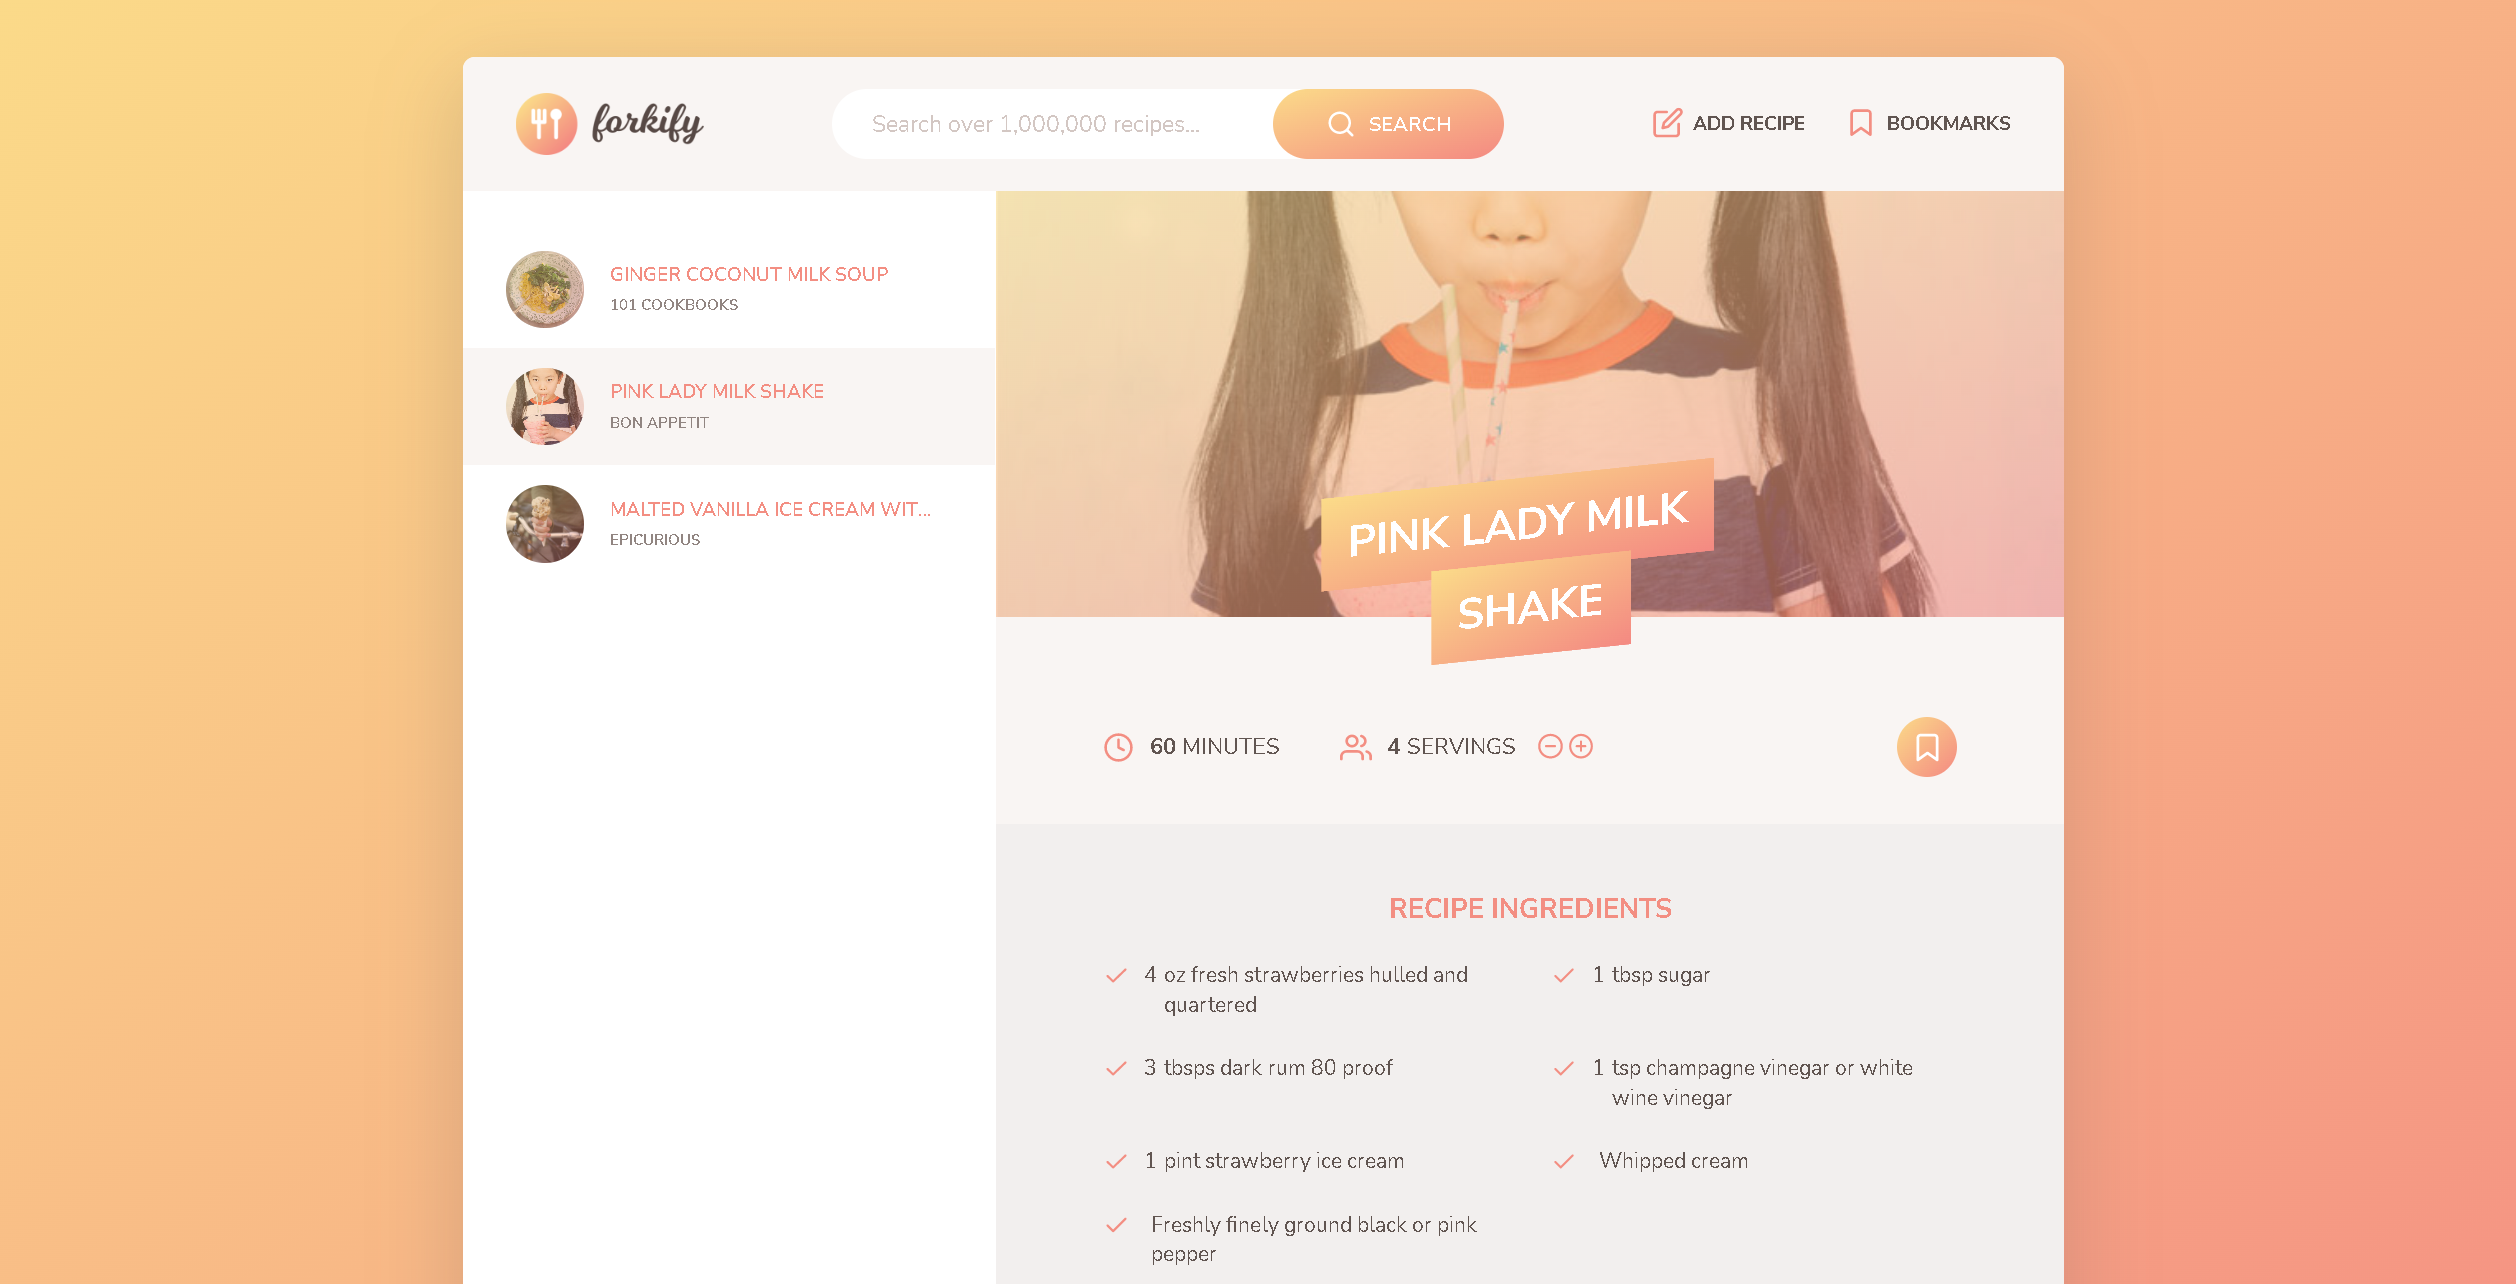 forkify
Search over 1,000,000 recipes...
SEARCH
ADD RECIPE
BOOKMARKS
GINGER COCONUT MILK SOUP
101 COOKBOOKS
PINK LADY MILK SHAKE
BON APPETIT
MALTED VANILLA ICE CREAM WIT...
EPICURIOUS
PINK LADY MILK
SHAKE
60 MINUTES
4 SERVINGS
RECIPE INGREDIENTS
4 oz fresh strawberries hulled and
quartered
1 tbsp sugar
3 tbsps dark rum 80 proof
1 tsp champagne vinegar or white
wine vinegar
1 pint strawberry ice cream
Whipped cream
Freshly finely ground black or pink
pepper